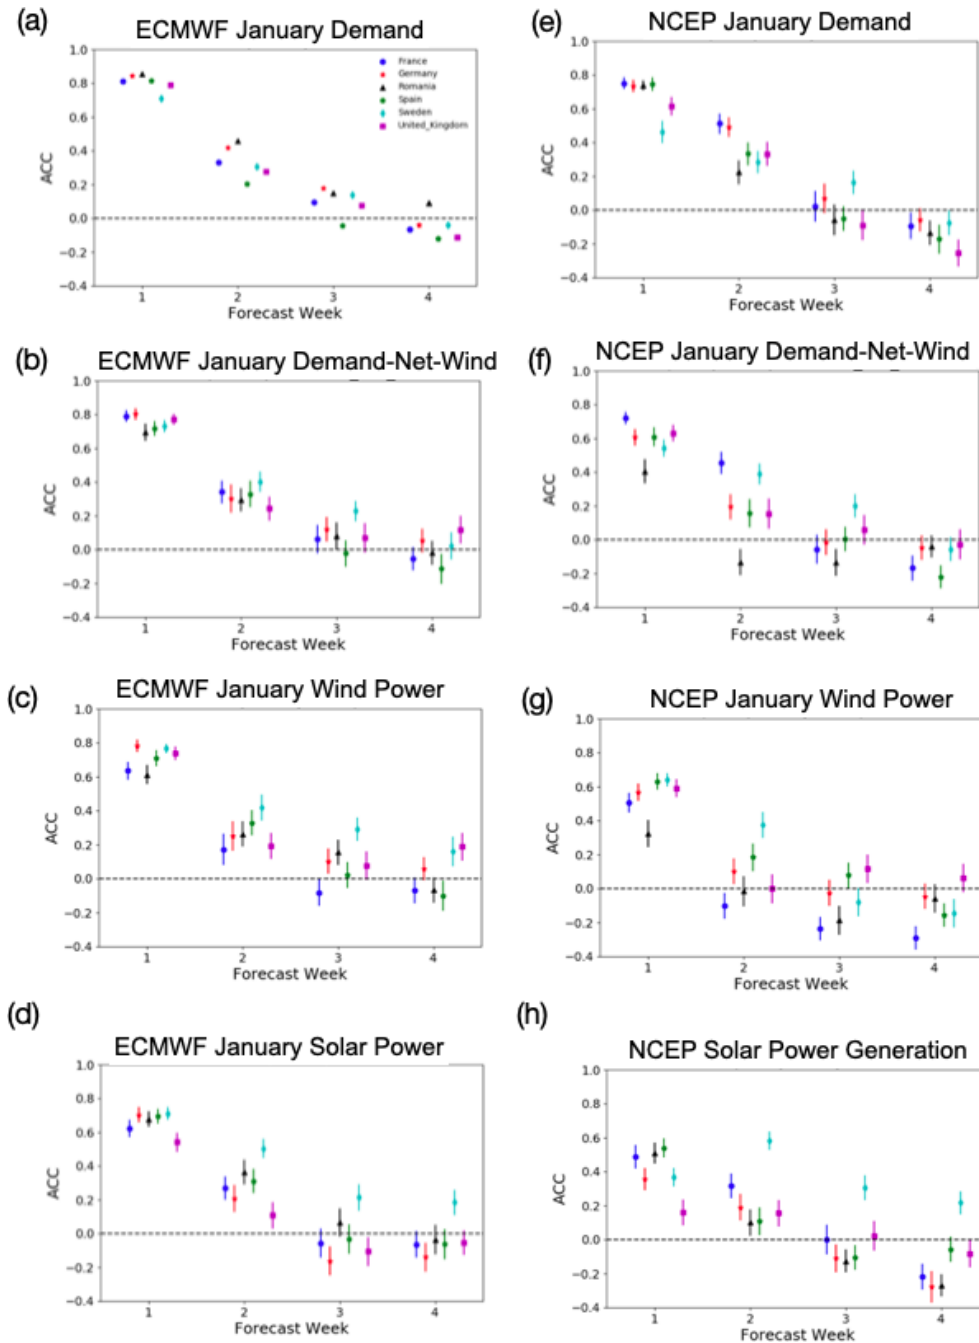 (a)
ECMWF January Demand
1.0
0.8
0.6
0.4
0.2
0.0
−0.2
−0.4
ACC
France
Germany
Romania
Spain
Sweden
United_Kingdom
1 2 3 4
Forecast Week
(e)
NCEP January Demand
1.0
0.8
0.6
0.4
0.2
0.0
−0.2
−0.4
ACC
1 2 3 4
Forecast Week
(b)
ECMWF January Demand-Net-Wind
1.0
0.8
0.6
0.4
0.2
0.0
−0.2
−0.4
ACC
1 2 3 4
Forecast Week
(f)
NCEP January Demand-Net-Wind
1.0
0.8
0.6
0.4
0.2
0.0
−0.2
−0.4
ACC
1 2 3 4
Forecast Week
(c)
ECMWF January Wind Power
1.0
0.8
0.6
0.4
0.2
0.0
−0.2
−0.4
ACC
1 2 3 4
Forecast Week
(g)
NCEP January Wind Power
1.0
0.8
0.6
0.4
0.2
0.0
−0.2
−0.4
ACC
1 2 3 4
Forecast Week
(d)
ECMWF January Solar Power
1.0
0.8
0.6
0.4
0.2
0.0
−0.2
−0.4
ACC
1 2 3 4
Forecast Week
(h)
NCEP Solar Power Generation
1.0
0.8
0.6
0.4
0.2
0.0
−0.2
−0.4
ACC
1 2 3 4
Forecast Week